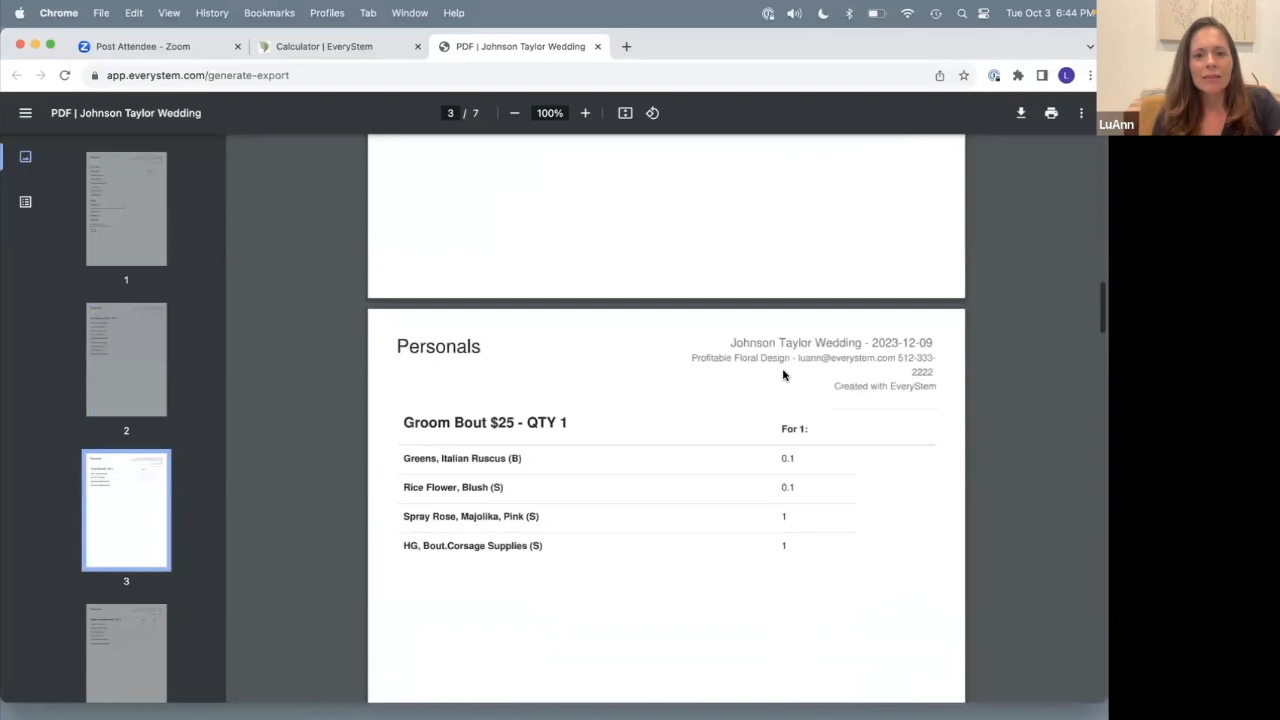 Chrome File Edit View History Bookmarks Profiles Tab Window Help Tue Oct 3 6:44 PM
Post Attendee - Zoom
Calculator | EveryStem
PDF | Johnson Taylor Wedding
app.everystem.com/generate-export
L
PDF | Johnson Taylor Wedding
3 / 7
100%
LuAnn
1
2
3
Personals
Johnson Taylor Wedding - 2023-12-09
Profitable Floral Design - luann@everystem.com 512-333-
2222
Created with EveryStem
Groom Bout $25 - QTY 1
For 1:
Greens, Italian Ruscus (B)
0.1
Rice Flower, Blush (S)
0.1
Spray Rose, Majolika, Pink (S)
1
HG, Bout.Corsage Supplies (S)
1